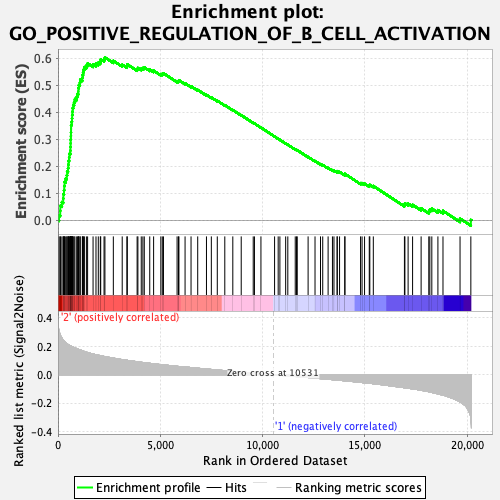 Enrichment plot:
GO_POSITIVE_REGULATION_OF_B_CELL_ACTIVATION
Enrichment score (ES)
0.6
0.5
0.4
0.3
0.2
0.1
0.0
'2' (positively correlated)
Ranked list metric (Signal2Noise)
0.4
0.2
0.0
-0.2
-0.4
Zero cross at 10531
'1' (negatively correlated)
0
5,000
10,000
15,000
20,000
Rank in Ordered Dataset
Enrichment profile
Hits
Ranking metric scores